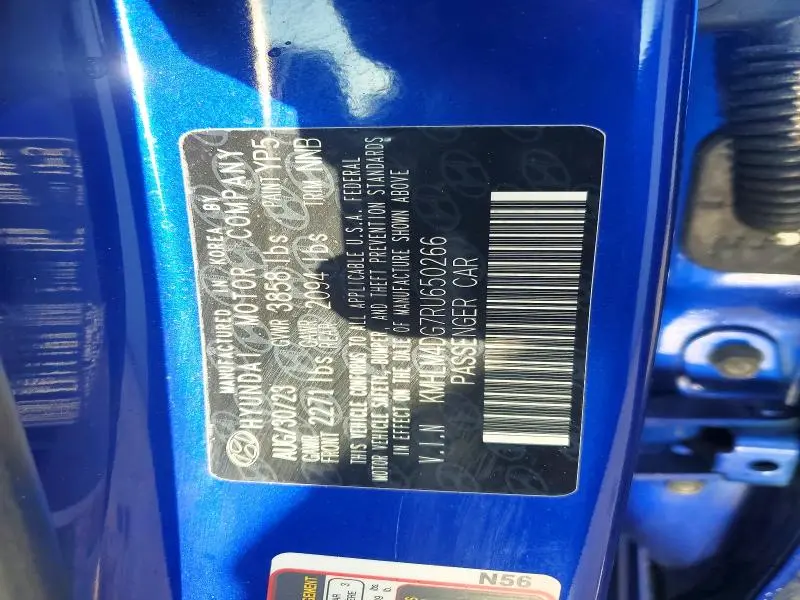 MANUFACTURED IN KOREA BY
HYUNDAI MOTOR COMPANY
AUG/30/23 GVWR 3858 lbs PAINT YP5
GAWR FRONT 2271 lbs GAWR REAR 2094 lbs TRIM NNB
THIS VEHICLE CONFORMS TO ALL APPLICABLE U.S.A. FEDERAL
MOTOR VEHICLE SAFETY, BUMPER, AND THEFT PREVENTION STANDARDS
IN EFFECT ON THE DATE OF MANUFACTURE SHOWN ABOVE
V.I.N KMHLM4DG7RU650266
PASSENGER CAR
N56